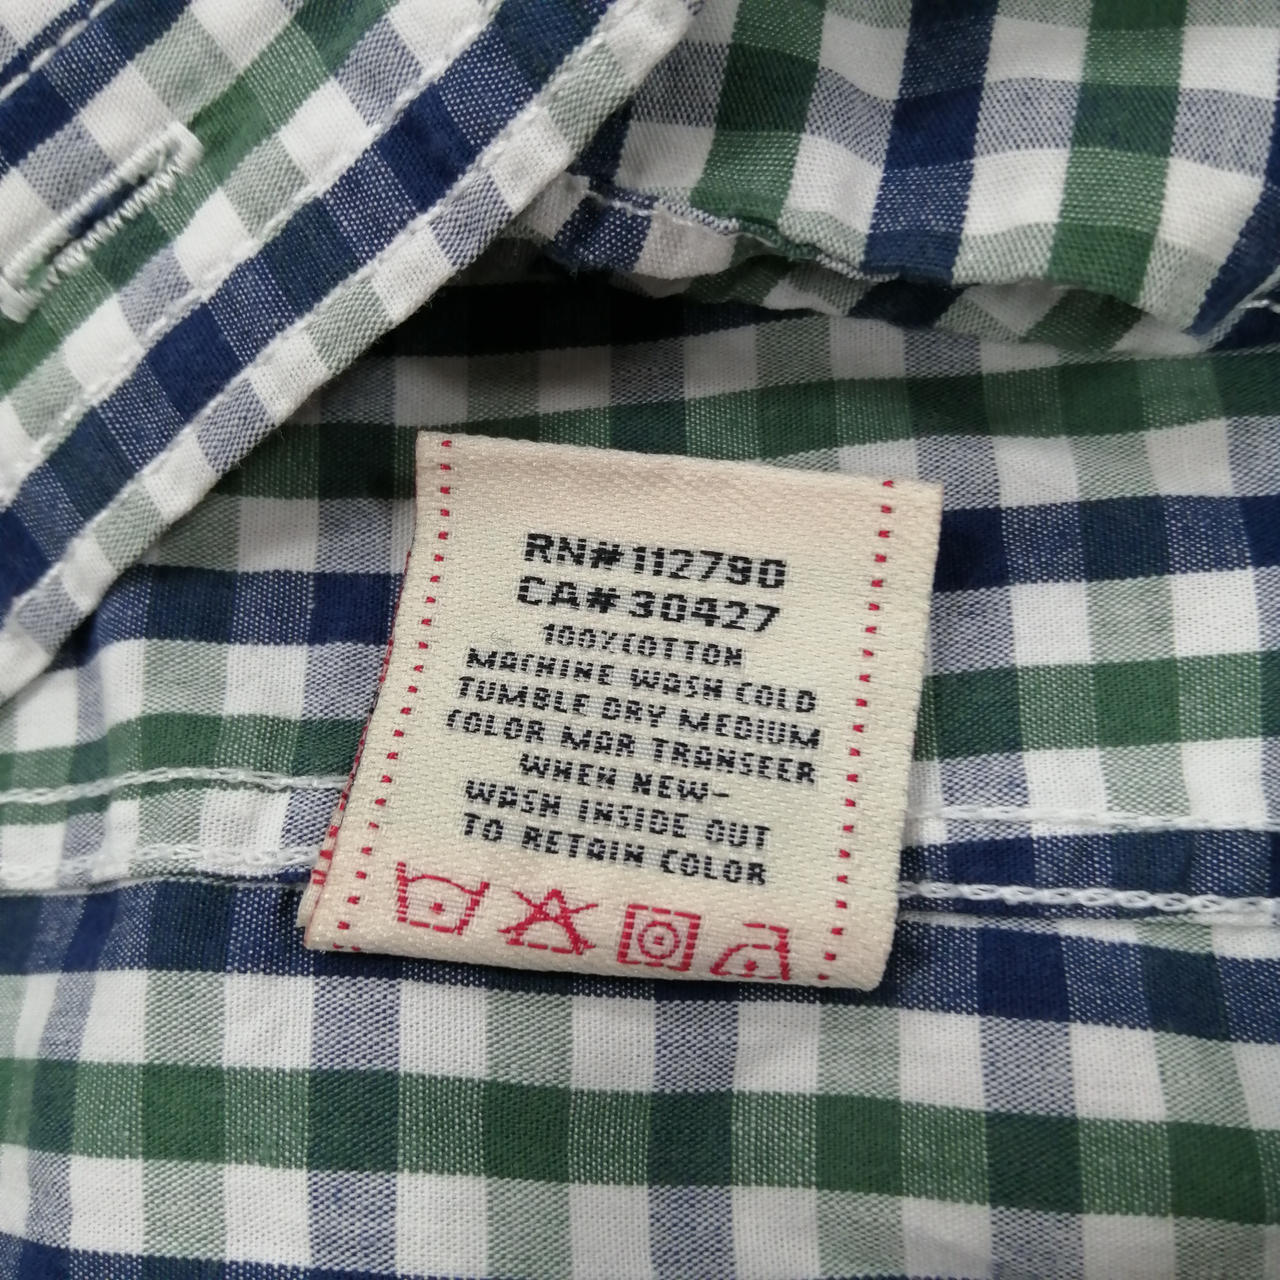 RN#112790
CA#30427
100%COTTON
MACHINE WASH COLD
TUMBLE DRY MEDIUM
COLOR MAR TRANSEER
WHEN NEW-
WASH INSIDE OUT
TO RETAIN COLOR